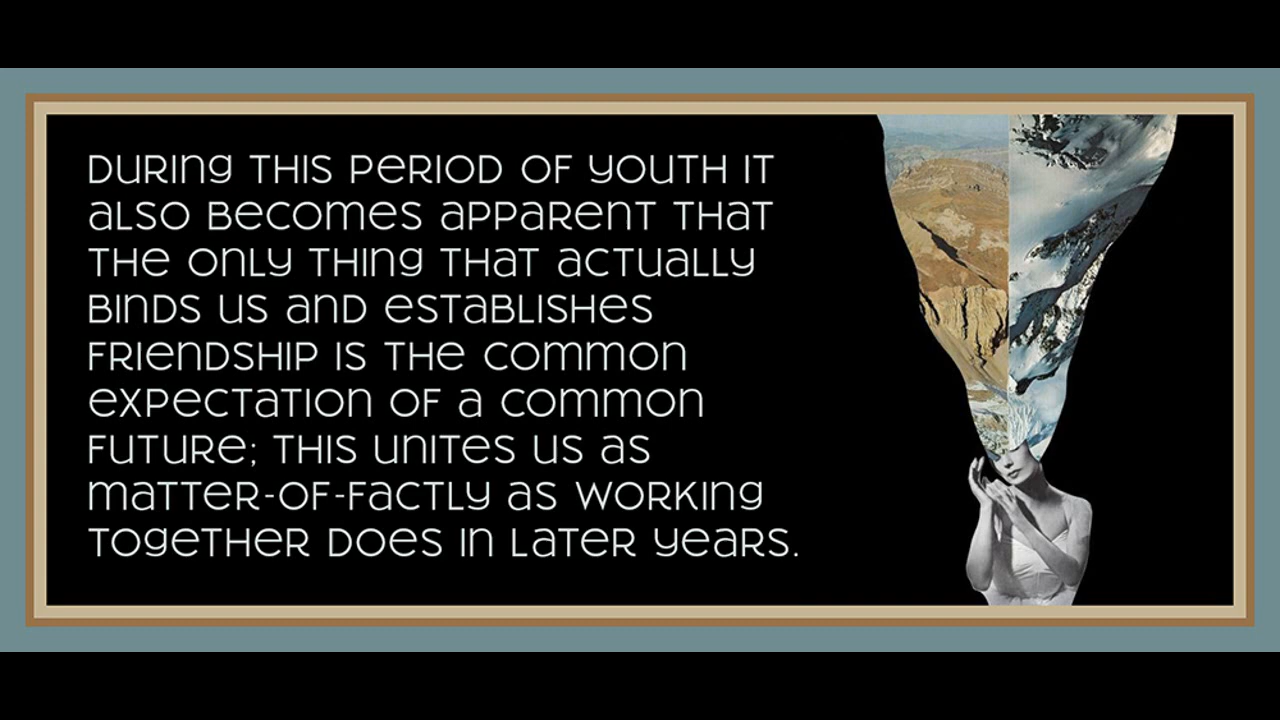 DURING THIS PERIOD OF YOUTH IT
ALSO BECOMES APPARENT THAT
THE ONLY THING THAT ACTUALLY
BINDS US AND ESTABLISHES
FRIENDSHIP IS THE COMMON
EXPECTATION OF A COMMON
FUTURE; THIS UNITES US AS
MATTER-OF-FACTLY AS WORKING
TOGETHER DOES IN LATER YEARS.